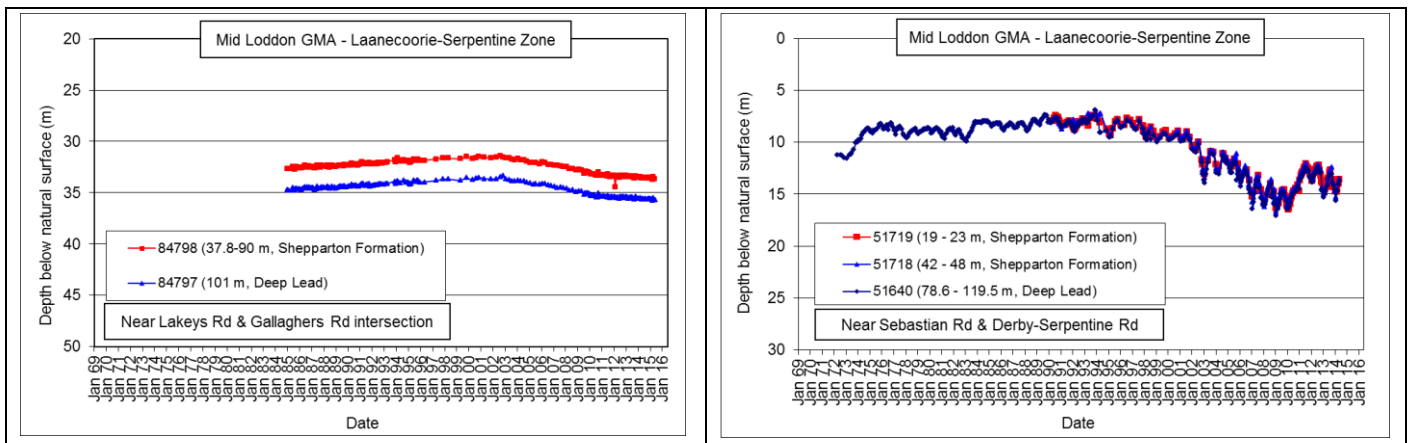 Mid Loddon GMA - Laanecoorie-Serpentine Zone
20
25
30
35
40
45
50
Depth below natural surface (m)
84798 (37.8-90 m, Shepparton Formation)
84797 (101 m, Deep Lead)
Near Lakeys Rd & Gallaghers Rd intersection
Jan 69
Jan 70
Jan 71
Jan 72
Jan 73
Jan 74
Jan 75
Jan 76
Jan 77
Jan 78
Jan 79
Jan 80
Jan 81
Jan 82
Jan 83
Jan 84
Jan 85
Jan 86
Jan 87
Jan 88
Jan 89
Jan 90
Jan 91
Jan 92
Jan 93
Jan 94
Jan 95
Jan 96
Jan 97
Jan 98
Jan 99
Jan 00
Jan 01
Jan 02
Jan 03
Jan 04
Jan 05
Jan 06
Jan 07
Jan 08
Jan 09
Jan 10
Jan 11
Jan 12
Jan 13
Jan 14
Jan 15
Jan 16
Date
Mid Loddon GMA - Laanecoorie-Serpentine Zone
0
5
10
15
20
25
30
Depth below natural surface (m)
51719 (19 - 23 m, Shepparton Formation)
51718 (42 - 48 m, Shepparton Formation)
51640 (78.6 - 119.5 m, Deep Lead)
Near Sebastian Rd & Derby-Serpentine Rd
Jan 69
Jan 70
Jan 71
Jan 72
Jan 73
Jan 74
Jan 75
Jan 76
Jan 77
Jan 78
Jan 79
Jan 80
Jan 81
Jan 82
Jan 83
Jan 84
Jan 85
Jan 86
Jan 87
Jan 88
Jan 89
Jan 90
Jan 91
Jan 92
Jan 93
Jan 94
Jan 95
Jan 96
Jan 97
Jan 98
Jan 99
Jan 00
Jan 01
Jan 02
Jan 03
Jan 04
Jan 05
Jan 06
Jan 07
Jan 08
Jan 09
Jan 10
Jan 11
Jan 12
Jan 13
Jan 14
Jan 15
Jan 16
Date